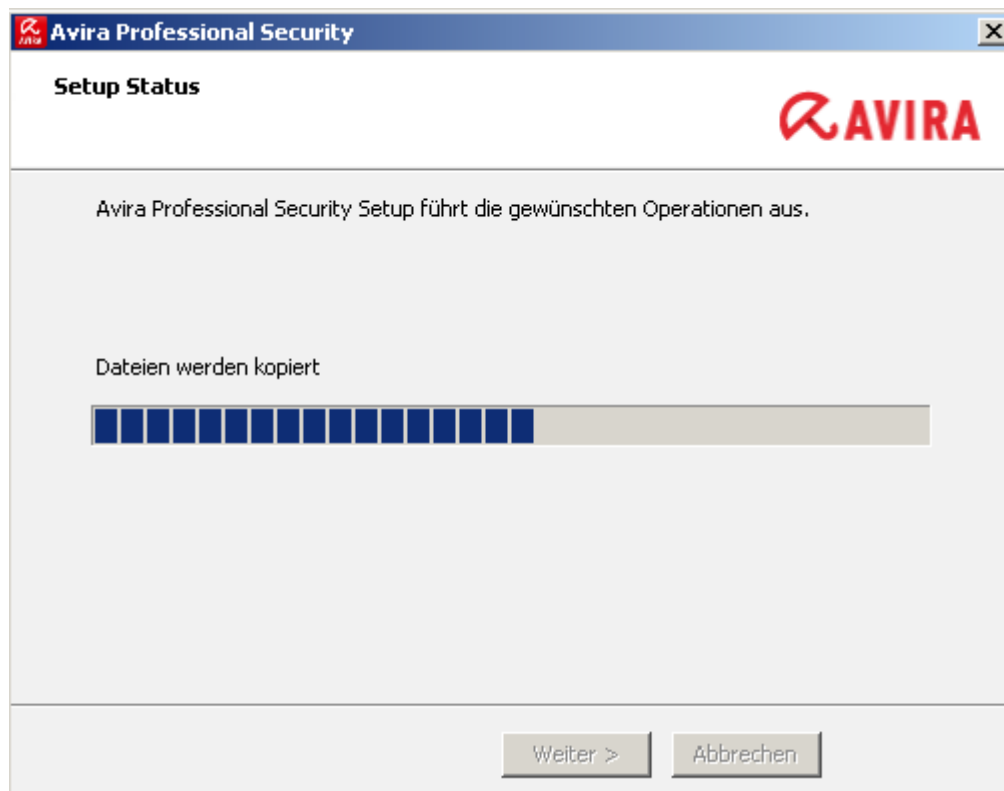 Avira Professional Security
Setup Status
AVIRA
Avira Professional Security Setup führt die gewünschten Operationen aus.
Dateien werden kopiert
Weiter >
Abbrechen